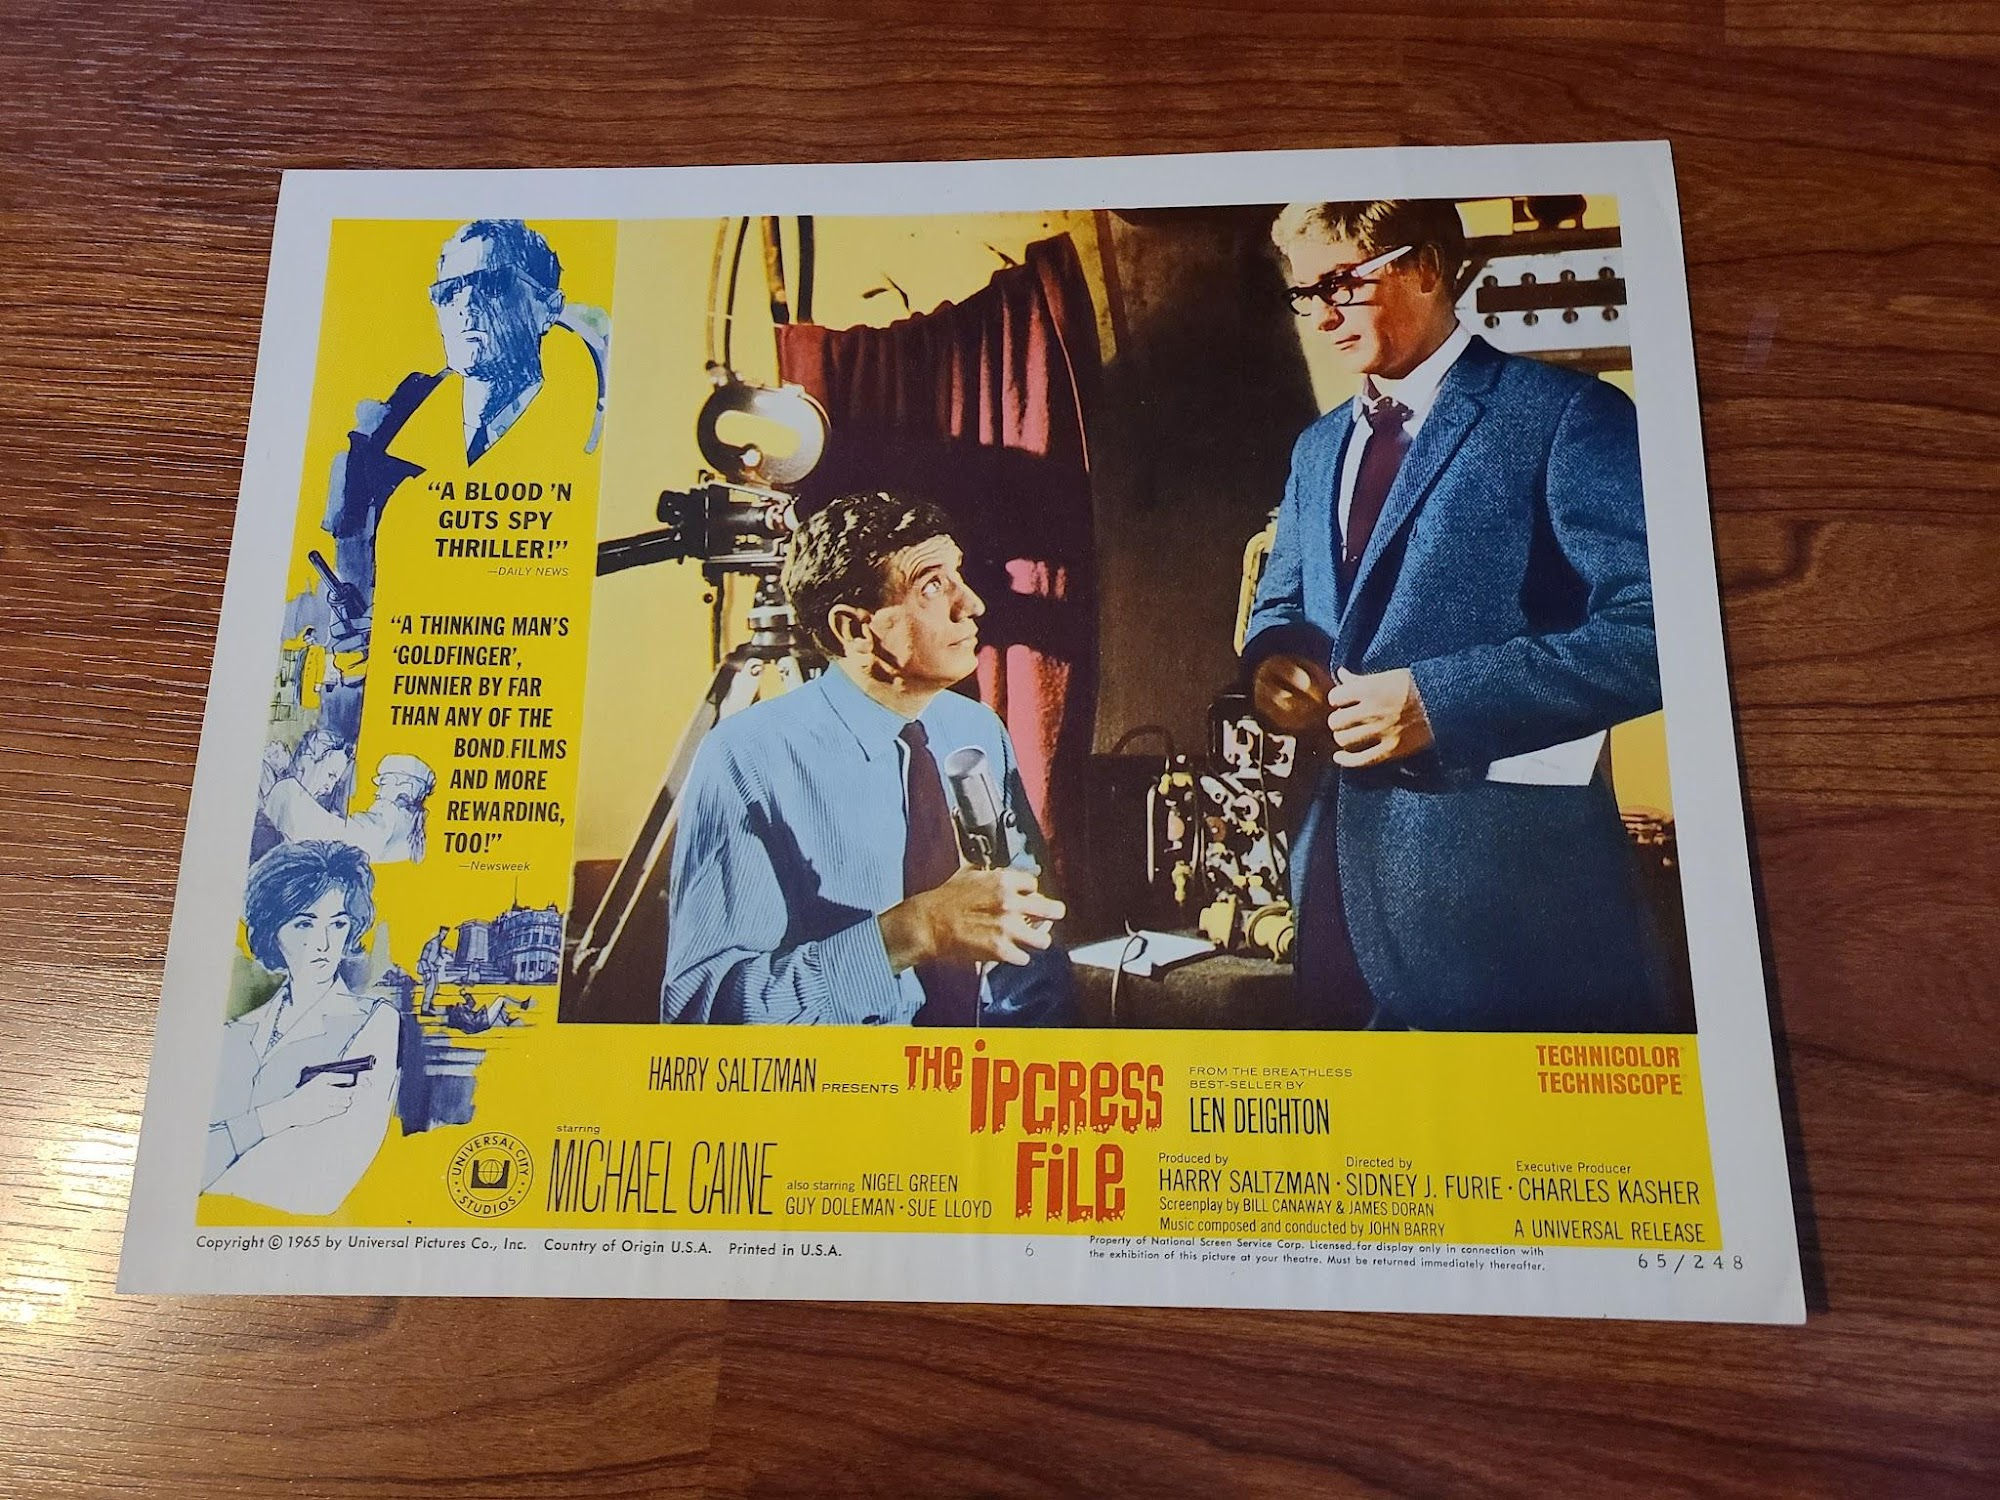 “A BLOOD ’N
GUTS SPY
THRILLER!”
—DAILY NEWS
“A THINKING MAN’S
‘GOLDFINGER’,
FUNNIER BY FAR
THAN ANY OF THE
BOND FILMS
AND MORE
REWARDING,
TOO!”
—Newsweek
HARRY SALTZMAN PRESENTS
THE IPCRESS
FILE
FROM THE BREATHLESS
BEST-SELLER BY
LEN DEIGHTON
TECHNICOLOR
TECHNISCOPE
UNIVERSAL CITY STUDIOS
starring
MICHAEL CAINE
also starring NIGEL GREEN
GUY DOLEMAN · SUE LLOYD
Produced by
HARRY SALTZMAN ·
Directed by
SIDNEY J. FURIE ·
Executive Producer
CHARLES KASHER
Screenplay by BILL CANAWAY & JAMES DORAN
Music composed and conducted by JOHN BARRY
A UNIVERSAL RELEASE
Copyright © 1965 by Universal Pictures Co., Inc. Country of Origin U.S.A. Printed in U.S.A.
6
Property of National Screen Service Corp. Licensed for display only in connection with
the exhibition of this picture at your theatre. Must be returned immediately thereafter.
65/248